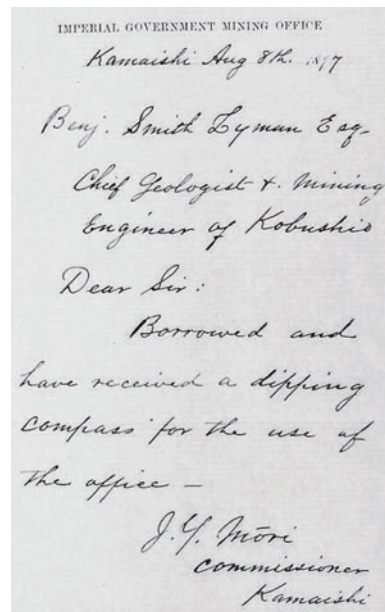 IMPERIAL GOVERNMENT MINING OFFICE
Kamaishi Aug 8th. 1877
Benj. Smith Lyman Esq-
Chief Geologist & Mining
Engineer of Kobushio
Dear Sir:
Borrowed and
have received a dipping
compass for the use of
the office —
J. Y. Mōri
commissioner
Kamaishi